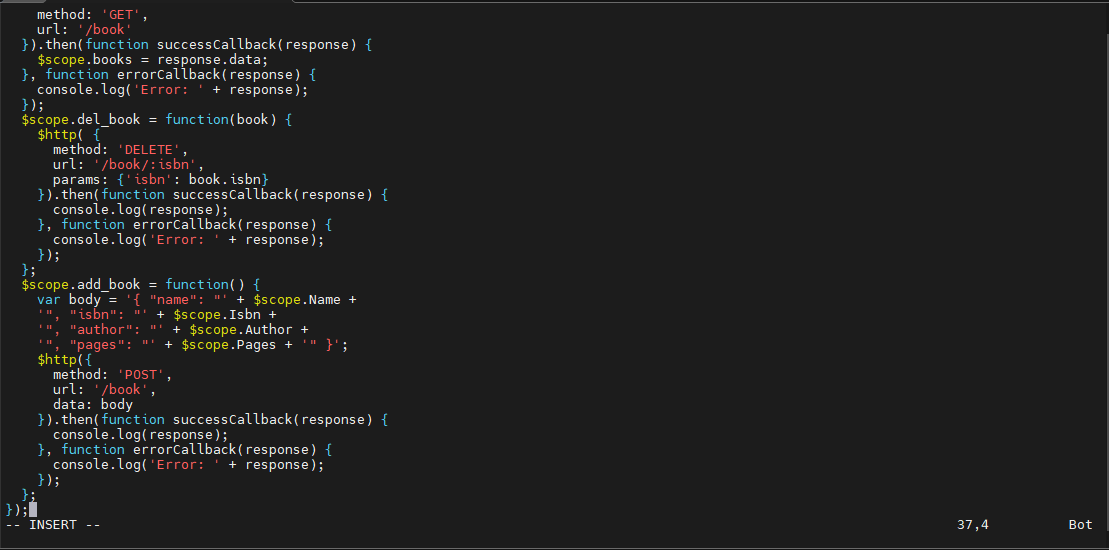 method: 'GET',
    url: '/book'
  }).then(function successCallback(response) {
    $scope.books = response.data;
  }, function errorCallback(response) {
    console.log('Error: ' + response);
  });
  $scope.del_book = function(book) {
    $http( {
      method: 'DELETE',
      url: '/book/:isbn',
      params: {'isbn': book.isbn}
    }).then(function successCallback(response) {
      console.log(response);
    }, function errorCallback(response) {
      console.log('Error: ' + response);
    });
  };
  $scope.add_book = function() {
    var body = '{ "name": "' + $scope.Name +
    '", "isbn": "' + $scope.Isbn +
    '", "author": "' + $scope.Author +
    '", "pages": "' + $scope.Pages + '" }';
    $http({
      method: 'POST',
      url: '/book',
      data: body
    }).then(function successCallback(response) {
      console.log(response);
    }, function errorCallback(response) {
      console.log('Error: ' + response);
    });
  };
});
-- INSERT -- 37,4 Bot